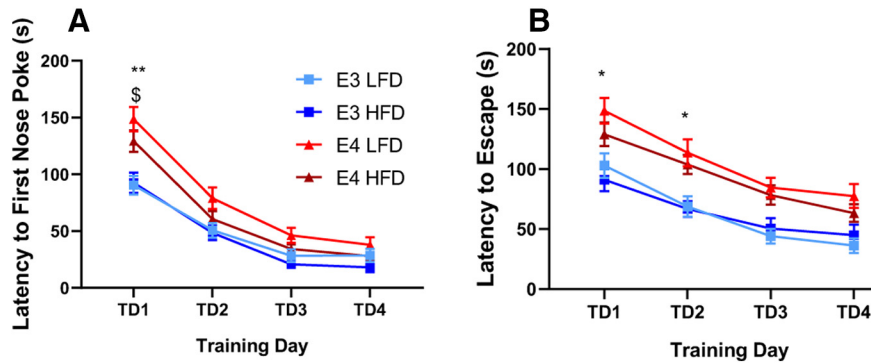 A
Latency to First Nose Poke (s)
200
150
100
50
0
**
$
E3 LFD
E3 HFD
E4 LFD
E4 HFD
TD1 TD2 TD3 TD4
Training Day
B
Latency to Escape (s)
200
150
100
50
0
*
*
TD1 TD2 TD3 TD4
Training Day